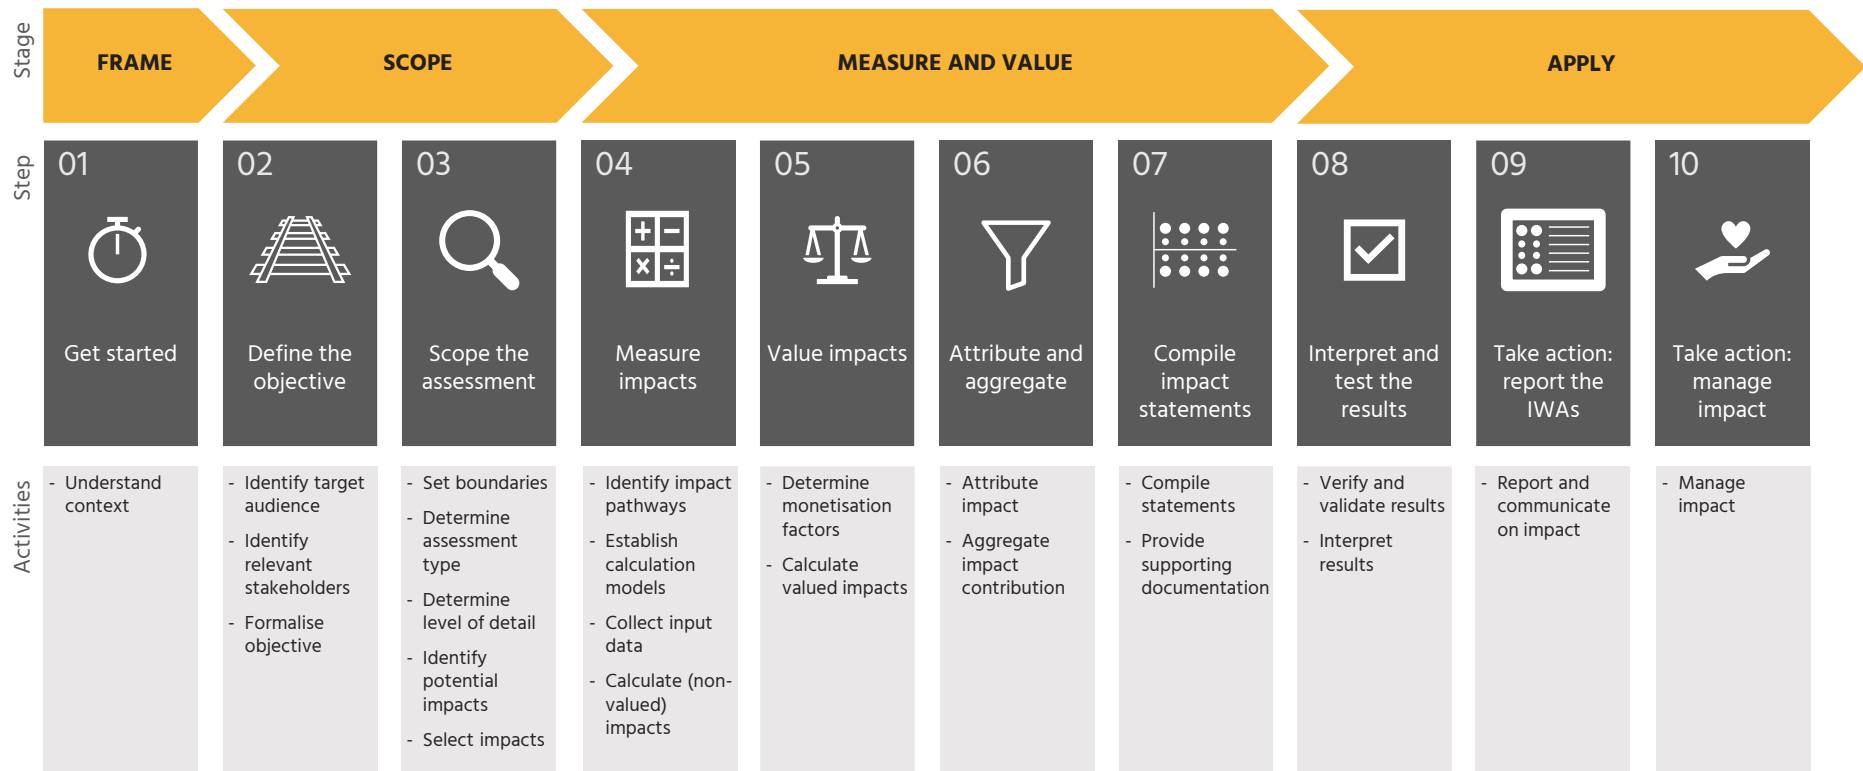 Stage
FRAME
SCOPE
MEASURE AND VALUE
APPLY
Step
01
Get started
02
Define the
objective
03
Scope the
assessment
04
Measure
impacts
05
Value impacts
06
Attribute and
aggregate
07
Compile
impact
statements
08
Interpret and
test the
results
09
Take action:
report the
IWAs
10
Take action:
manage
impact
Activities
- Understand
context
- Identify target
audience
- Identify
relevant
stakeholders
- Formalise
objective
- Set boundaries
- Determine
assessment
type
- Determine
level of detail
- Identify
potential
impacts
- Select impacts
- Identify impact
pathways
- Establish
calculation
models
- Collect input
data
- Calculate (non-
valued)
impacts
- Determine
monetisation
factors
- Calculate
valued impacts
- Attribute
impact
- Aggregate
impact
contribution
- Compile
statements
- Provide
supporting
documentation
- Verify and
validate results
- Interpret
results
- Report and
communicate
on impact
- Manage
impact